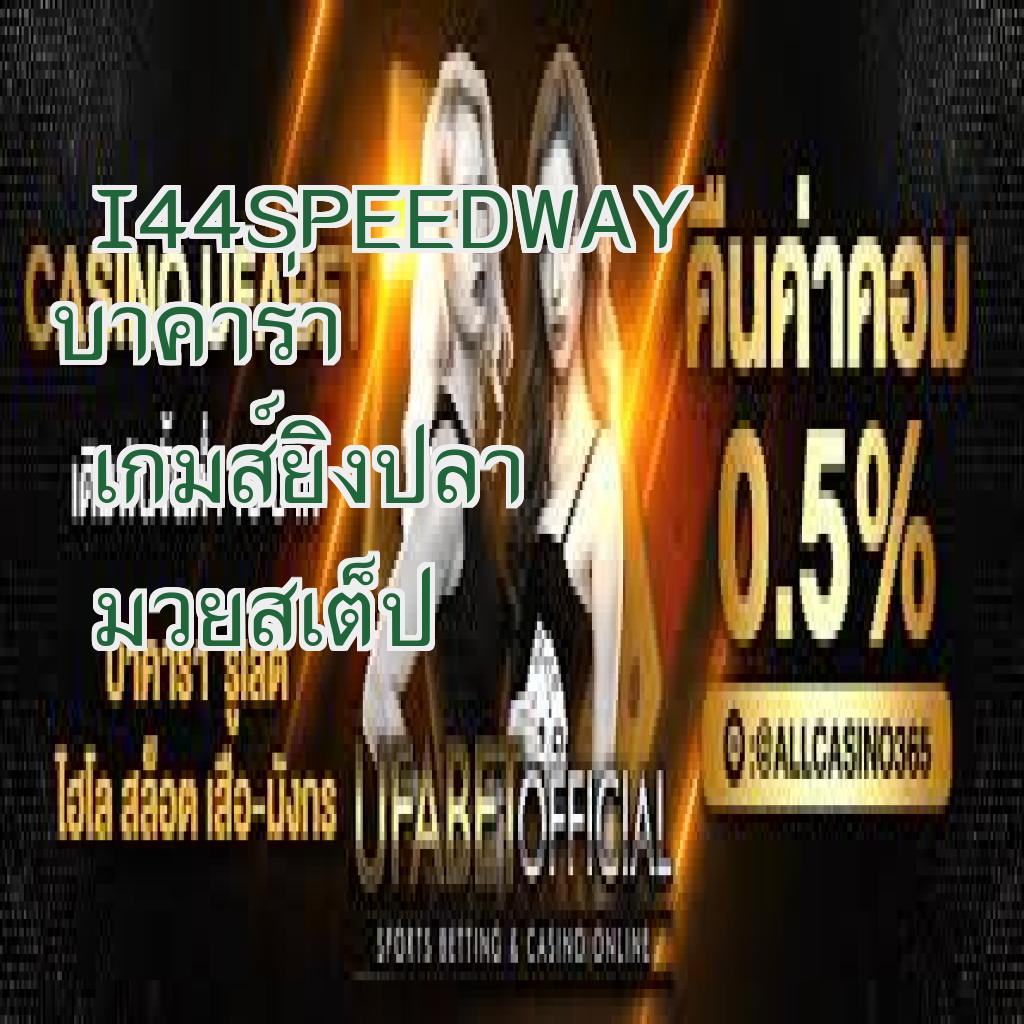 I44SPEEDWAY
CASINO UFABET
บาคาร่า
เกมส์ยิงปลา
มวยสเต็ป
บาคาร่า รูเล็ต
ไฮโล สล็อต เสือ-มังกร
คืนค่าคอม
0.5%
:@ALLCASINO365
UFABET OFFICIAL
SPORTS BETTING & CASINO ONLINE